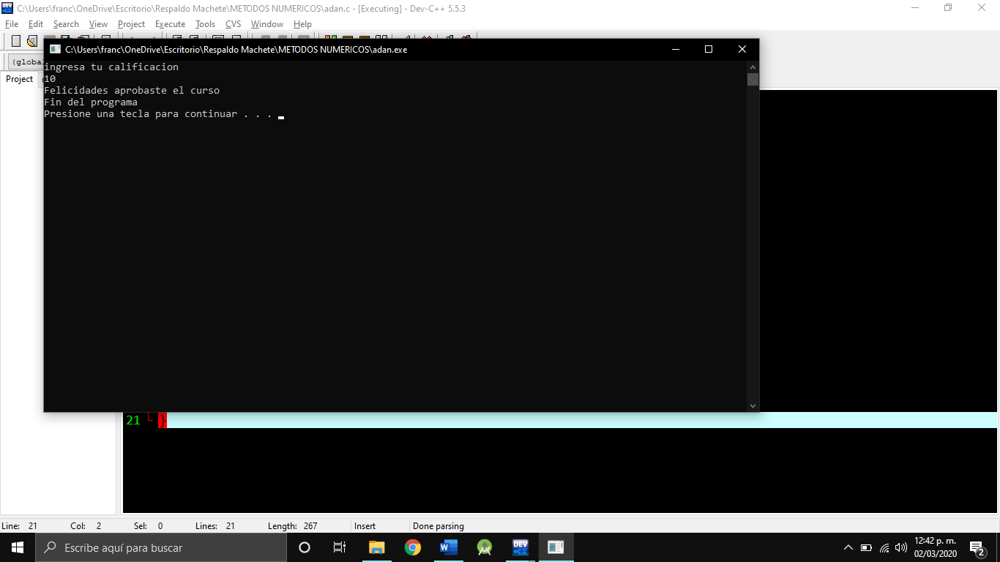 C:\Users\franc\OneDrive\Escritorio\Respaldo Machete\METODOS NUMERICOS\adan.c - [Executing] - Dev-C++ 5.5.3
File Edit Search View Project Execute Tools CVS Window Help
C:\Users\franc\OneDrive\Escritorio\Respaldo Machete\METODOS NUMERICOS\adan.exe
(globa
Project
ingresa tu calificacion
10
Felicidades aprobaste el curso
Fin del programa
Presione una tecla para continuar . . .
21 }
Line: 21 Col: 2 Sel: 0 Lines: 21 Length: 267 Insert Done parsing
Escribe aquí para buscar
12:42 p. m.
02/03/2020
2